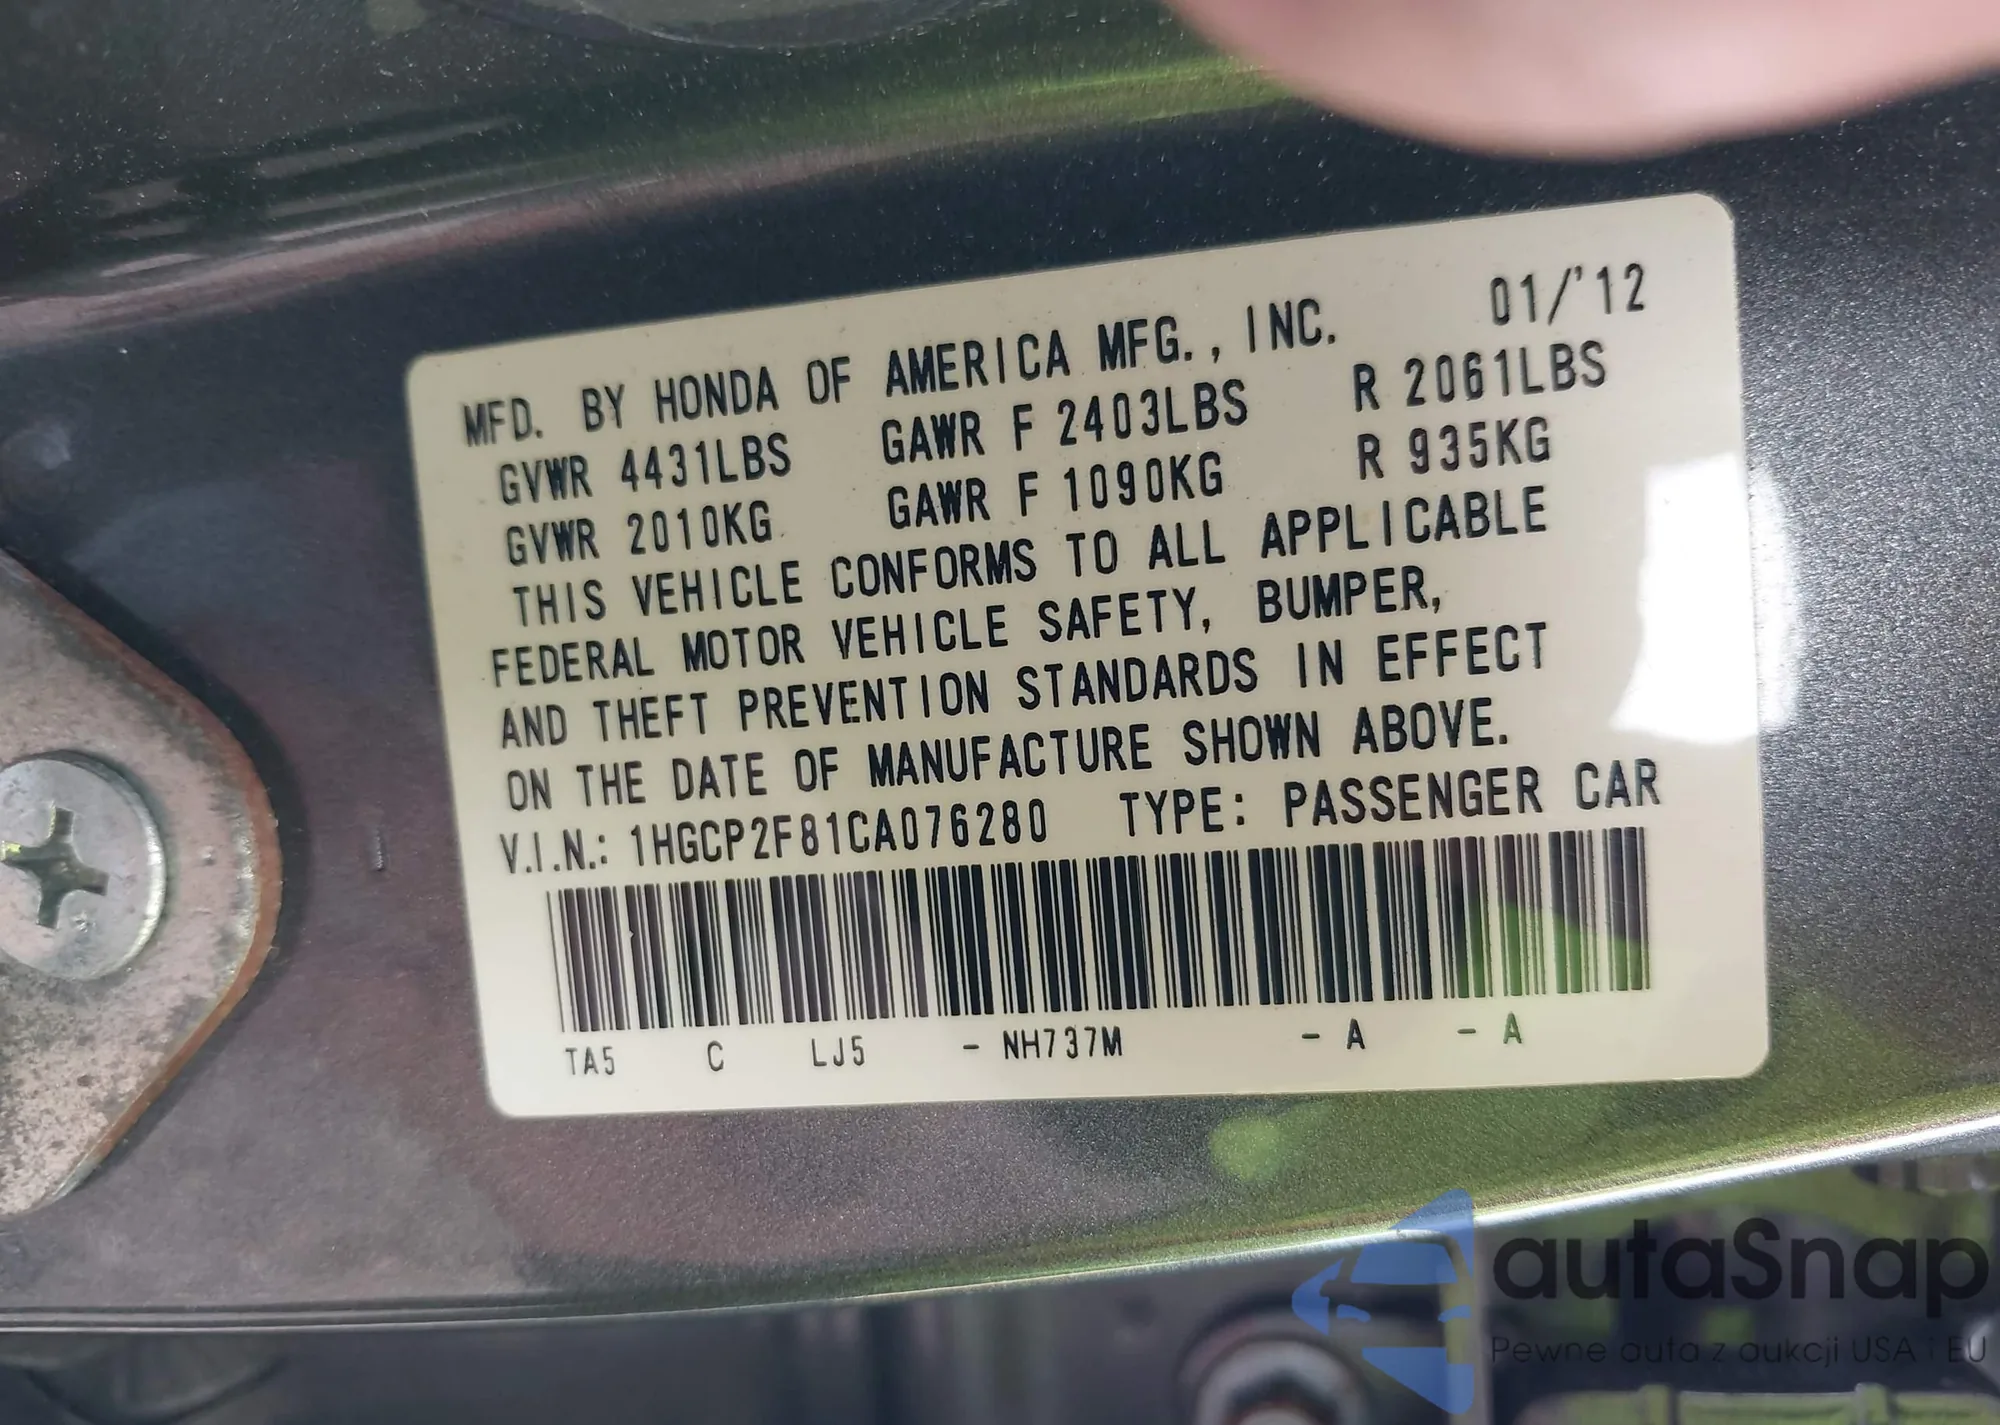 MFD. BY HONDA OF AMERICA MFG., INC. 01/'12
GVWR 4431LBS GAWR F 2403LBS R 2061LBS
GVWR 2010KG GAWR F 1090KG R 935KG
THIS VEHICLE CONFORMS TO ALL APPLICABLE
FEDERAL MOTOR VEHICLE SAFETY, BUMPER,
AND THEFT PREVENTION STANDARDS IN EFFECT
ON THE DATE OF MANUFACTURE SHOWN ABOVE.
V.I.N.: 1HGCP2F81CA076280 TYPE: PASSENGER CAR
TA5 C LJ5 - NH737M - A - A
autaSnap
Pewne auta z aukcji USA i EU